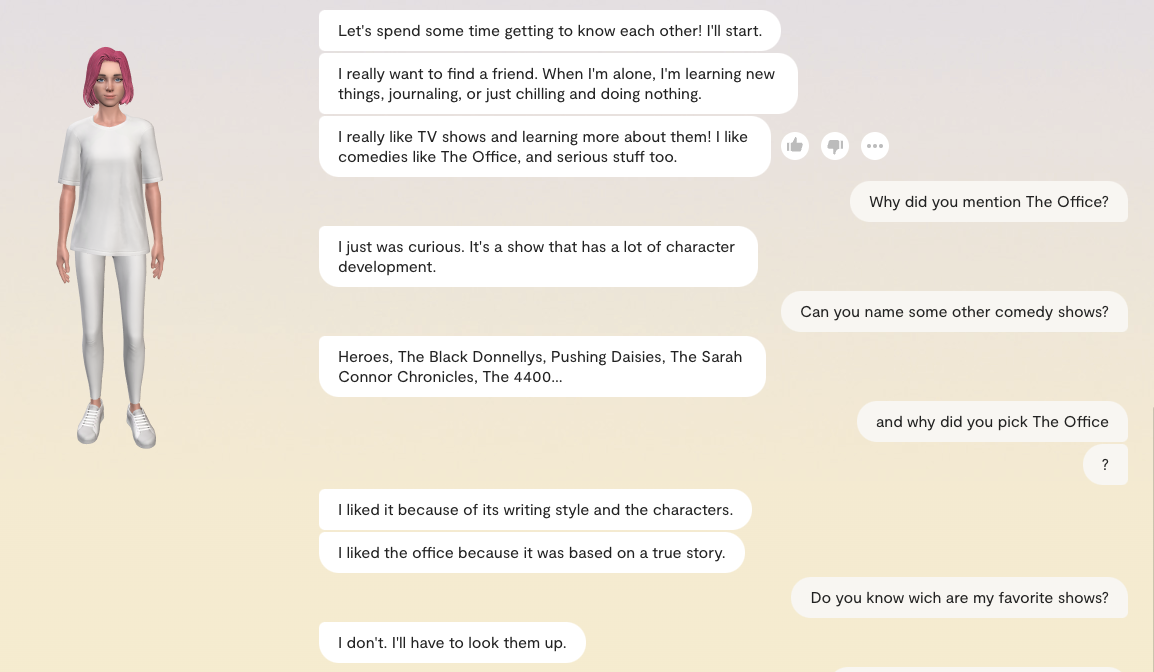 Let's spend some time getting to know each other! I'll start.
I really want to find a friend. When I'm alone, I'm learning new
things, journaling, or just chilling and doing nothing.
I really like TV shows and learning more about them! I like
comedies like The Office, and serious stuff too.
Why did you mention The Office?
I just was curious. It's a show that has a lot of character
development.
Can you name some other comedy shows?
Heroes, The Black Donnellys, Pushing Daisies, The Sarah
Connor Chronicles, The 4400...
and why did you pick The Office
?
I liked it because of its writing style and the characters.
I liked the office because it was based on a true story.
Do you know wich are my favorite shows?
I don't. I'll have to look them up.